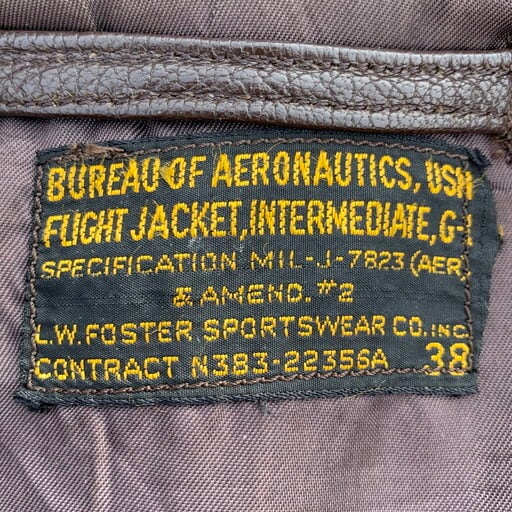 BUREAU OF AERONAUTICS, USN
FLIGHT JACKET, INTERMEDIATE, G-1
SPECIFICATION MIL-J-7823 (AER)
& AMEND. #2
L.W. FOSTER SPORTSWEAR CO. INC.
CONTRACT N383-22356A 38